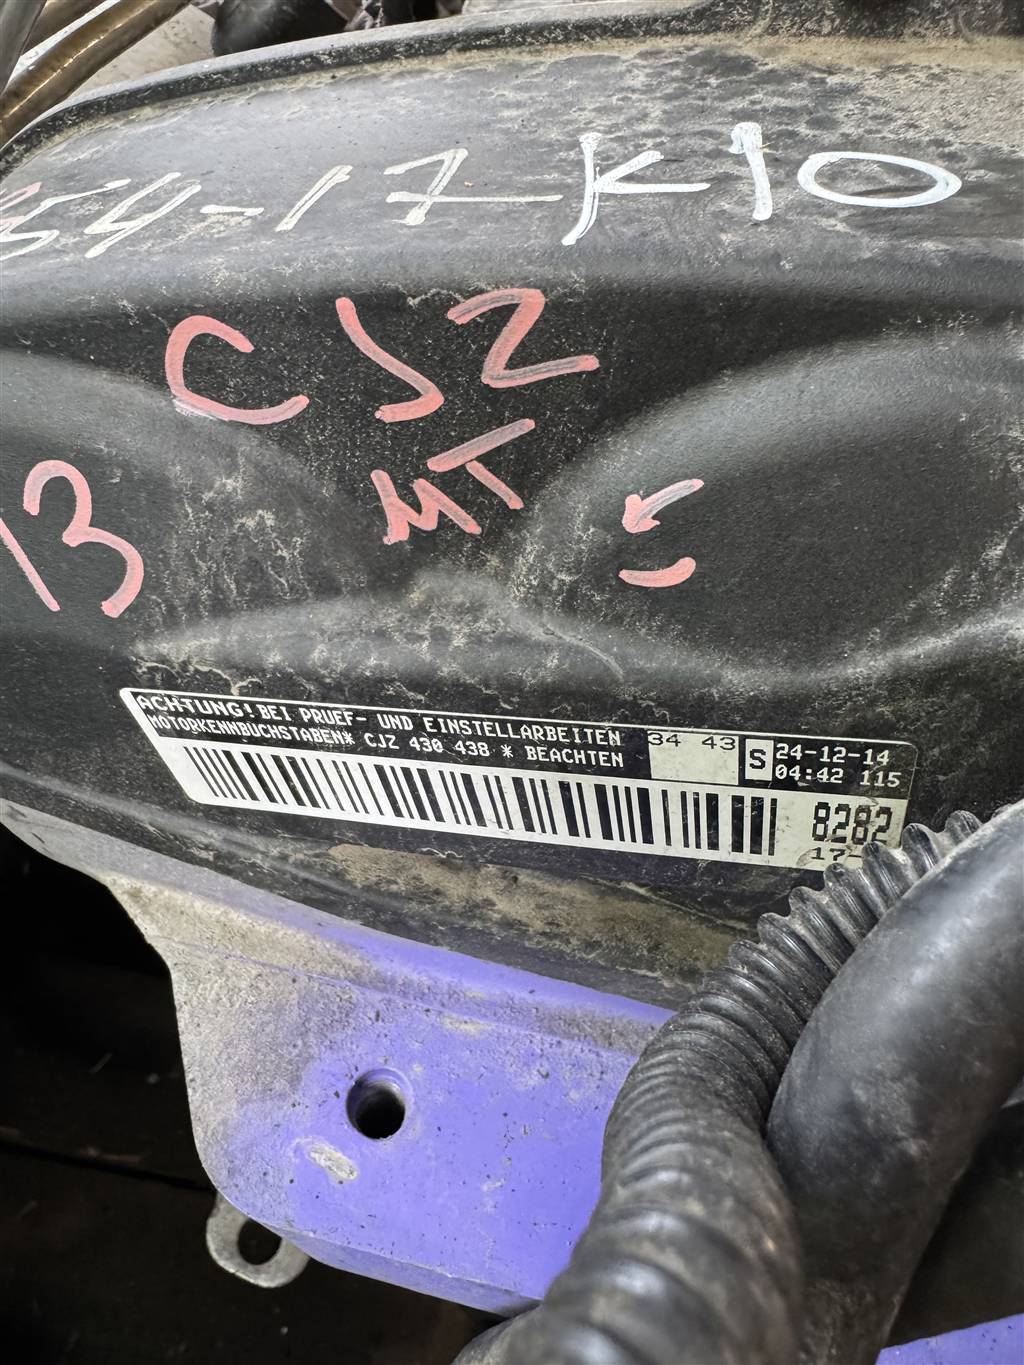 54-17-K10
CJZ
MT
13
ACHTUNG! BEI PRUEF- UND EINSTELLARBEITEN
MOTORKENNBUCHSTABEN* CJZ 430 438 * BEACHTEN
34 43
S
24-12-14
04:42 115
8282
17-